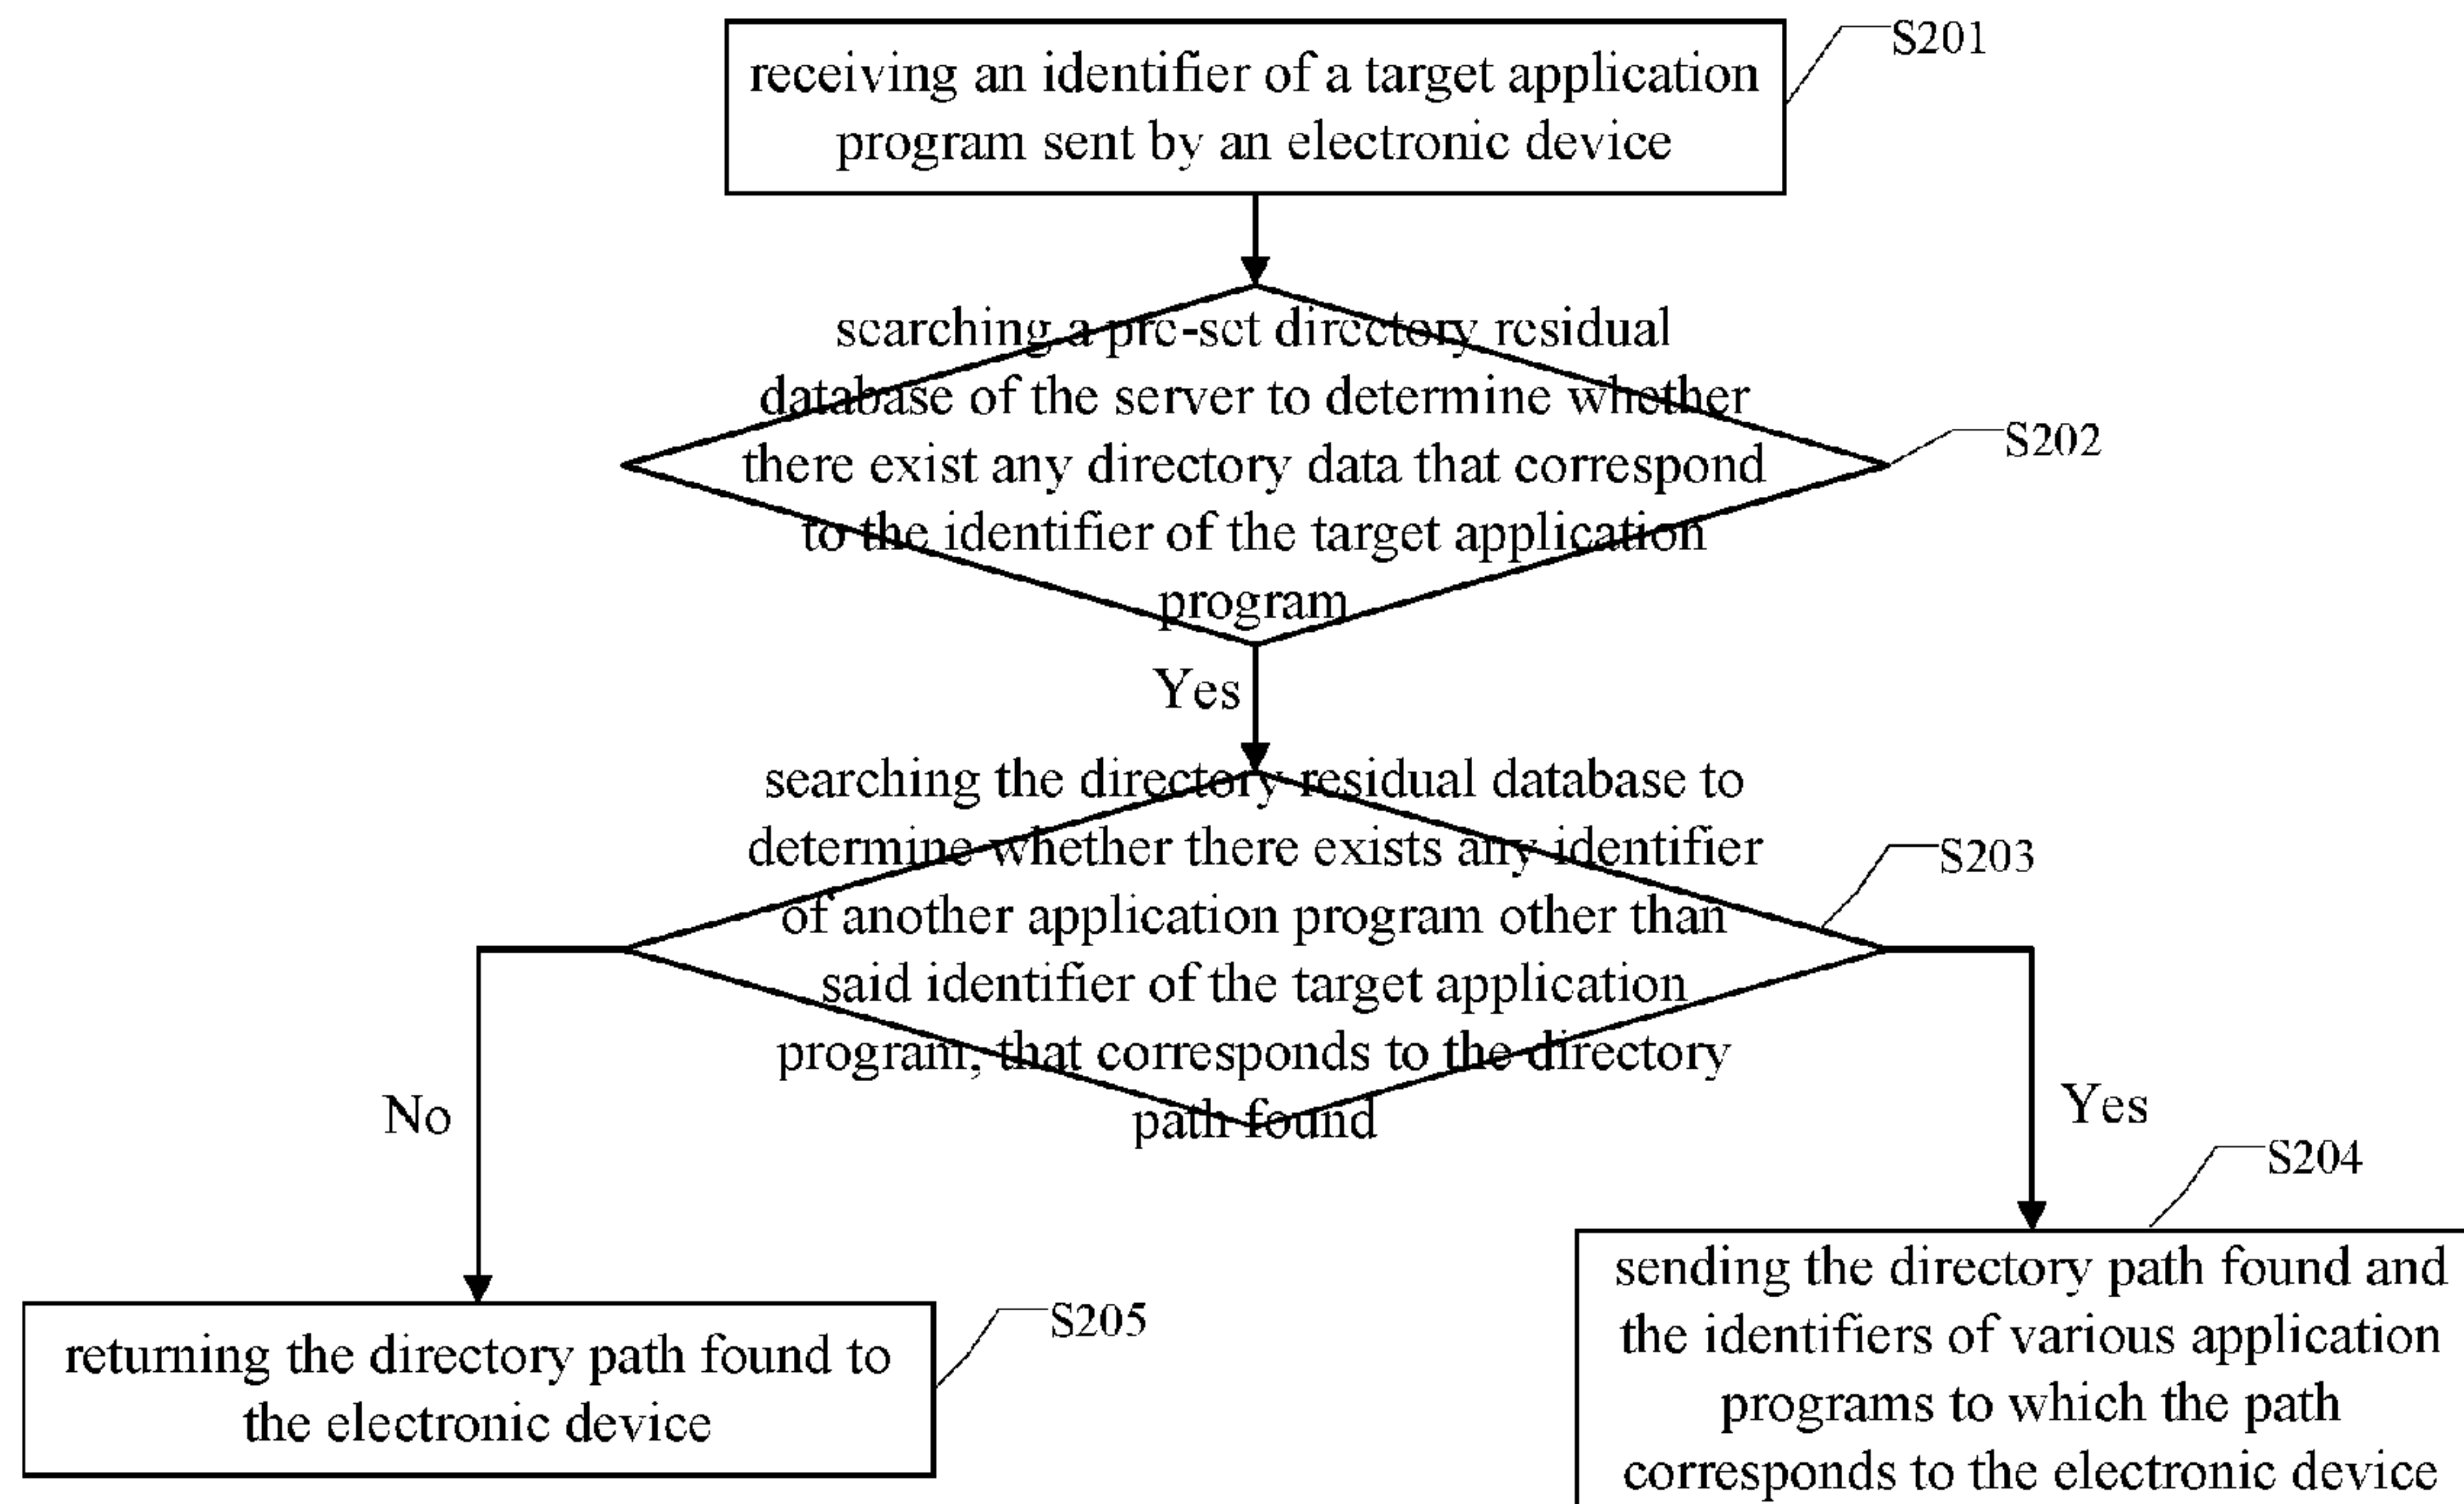 S201
receiving an identifier of a target application
program sent by an electronic device
searching a pre-set directory residual
database of the server to determine whether
there exist any directory data that correspond
to the identifier of the target application
program
S202
Yes
searching the directory residual database to
determine whether there exists any identifier
of another application program other than
said identifier of the target application
program, that corresponds to the directory
path found
S203
No
Yes
S204
sending the directory path found and
the identifiers of various application
programs to which the path
corresponds to the electronic device
S205
returning the directory path found to
the electronic device